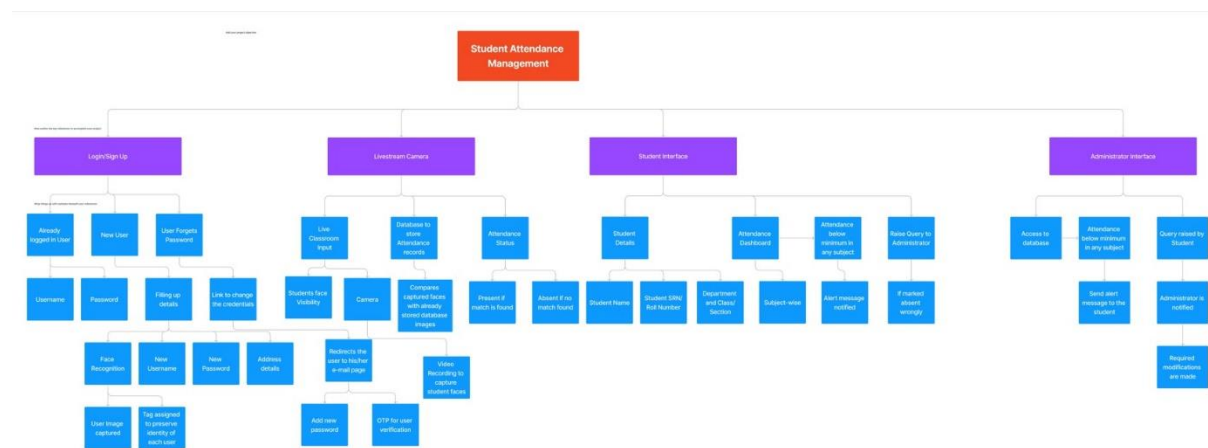 Student Attendance
Management
Login/Sign Up
Livestream Camera
Student Interface
Administrator Interface
Already
logged in User
New User
User Forgets
Password
Live
Classroom
Input
Database to
store
Attendance
records
Attendance
Status
Student
Details
Attendance
Dashboard
Attendance
below
minimum in
any subject
Raise Query to
Administrator
Access to
database
Attendance
below minimum
in any subject
Query raised by
Student
Username
Password
Filling up
details
Link to change
the credentials
Students face
Visibility
Camera
Compares
captured faces
with already
stored database
images
Present if
match is found
Absent if no
match found
Student Name
Student SRN/
Roll Number
Department
and Class/
Section
Subject-wise
Alert message
notified
If marked
absent
wrongly
Send alert
message to the
student
Administrator is
notified
Face
Recognition
New
Username
New
Password
Address
details
Redirects the
user to his/her
e-mail page
Video
Recording to
capture
student faces
Required
modifications
are made
User Image
captured
Tag assigned
to preserve
identity of
each user
Add new
password
OTP for user
verification